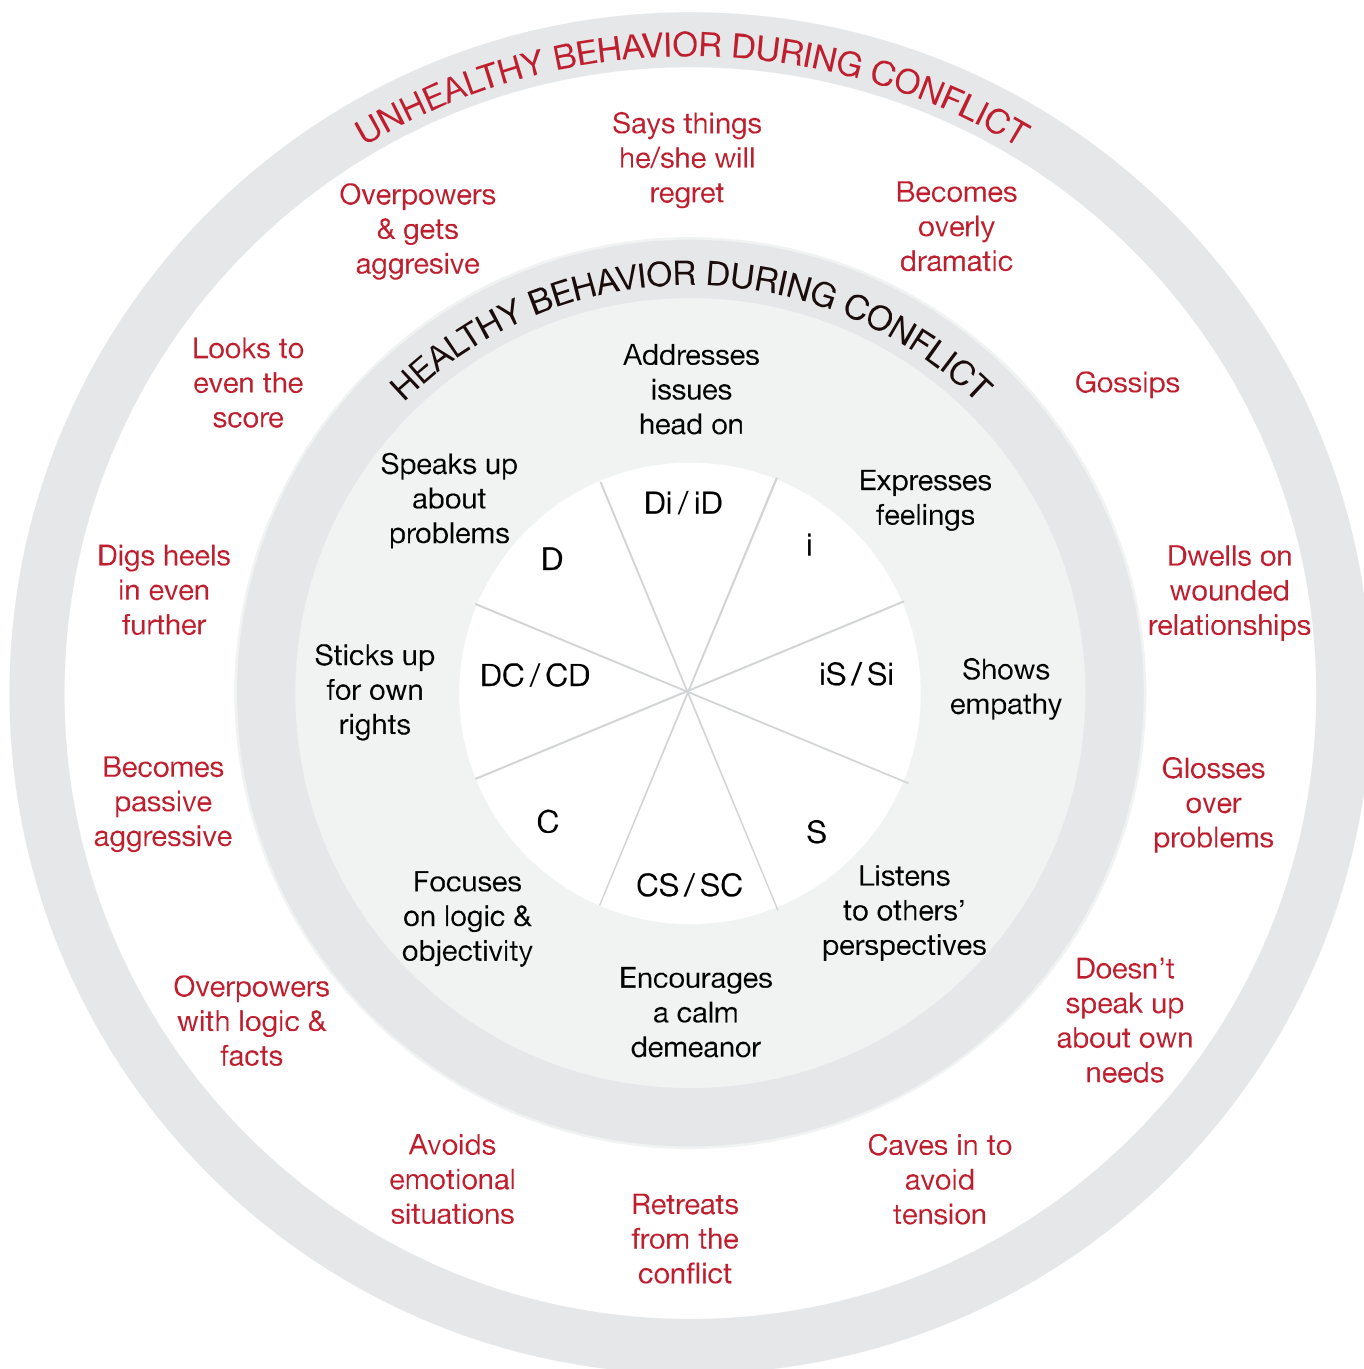 UNHEALTHY BEHAVIOR DURING CONFLICT
Says things
he/she will
regret
Becomes
overly
dramatic
Gossips
Dwells on
wounded
relationships
Glosses
over
problems
Doesn’t
speak up
about own
needs
Caves in to
avoid
tension
Retreats
from the
conflict
Avoids
emotional
situations
Overpowers
with logic &
facts
Becomes
passive
aggressive
Digs heels
in even
further
Looks to
even the
score
Overpowers
& gets
aggresive
HEALTHY BEHAVIOR DURING CONFLICT
Addresses
issues
head on
Expresses
feelings
Shows
empathy
Listens
to others’
perspectives
Encourages
a calm
demeanor
Focuses
on logic &
objectivity
Sticks up
for own
rights
Speaks up
about
problems
Di / iD
i
iS / Si
S
CS / SC
C
DC / CD
D